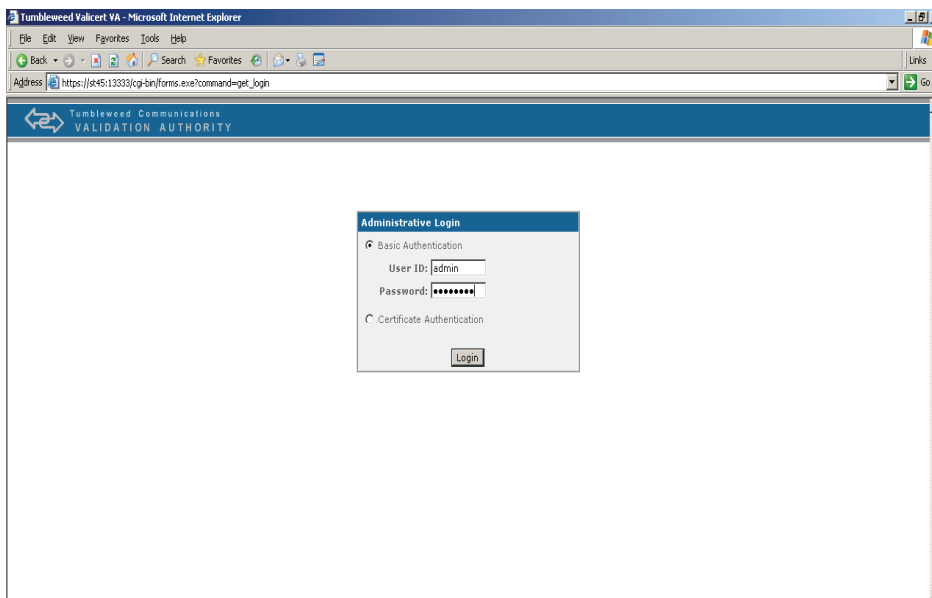 Tumbleweed Valicert VA - Microsoft Internet Explorer
File Edit View Favorites Tools Help
Back Search Favorites
Links
Address https://st45:13333/cgi-bin/forms.exe?command=get_login Go
Tumbleweed Communications
VALIDATION AUTHORITY
Administrative Login
Basic Authentication
User ID: admin
Password: ••••••••
Certificate Authentication
Login